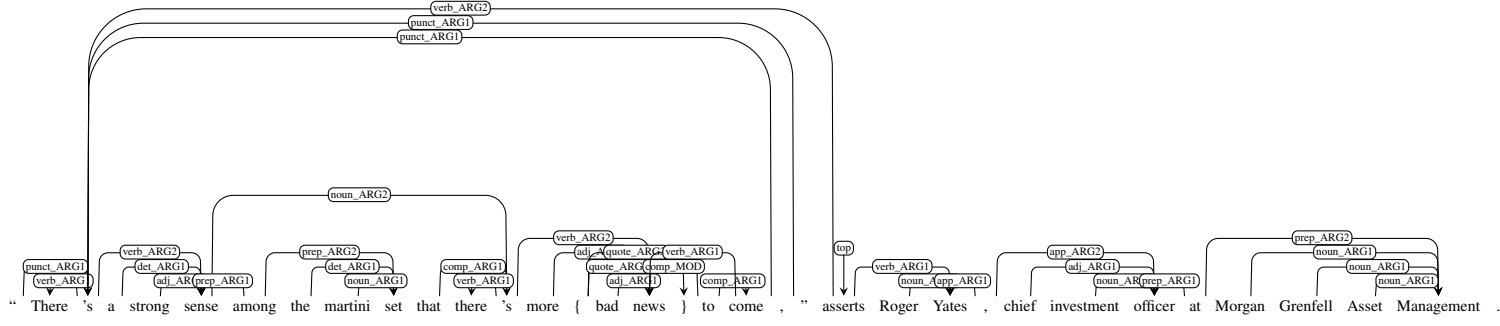 verb_ARG2
punct_ARG1
punct_ARG1
noun_ARG2
verb_ARG2
top
verb_ARG2 prep_ARG2 quote_ARG verb_ARG1 app_ARG2 prep_ARG2
noun_ARG1
punct_ARG1 det_ARG1 det_ARG1 comp_ARG1 quote_ARG comp_MOD verb_ARG1 adj_ARG1 noun_ARG1
verb_ARG prep_ARG1 noun_ARG1 verb_ARG1 adj_ARG1 comp_ARG1 app_ARG1 prep_ARG1 noun_ARG1
“ There ’s a strong sense among the martini set that there ’s more { bad news } to come , ” asserts Roger Yates , chief investment officer at Morgan Grenfell Asset Management .